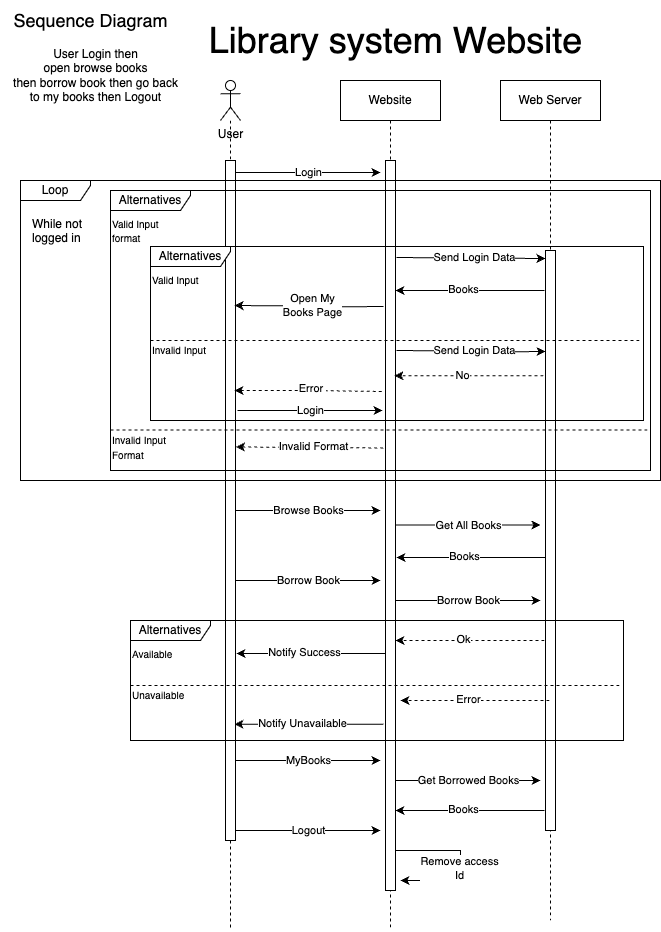 Sequence Diagram
Library system Website
User Login then
open browse books
then borrow book then go back
to my books then Logout
User
Website
Web Server
Login
Loop
While not
logged in
Alternatives
Valid Input
format
Alternatives
Valid Input
Send Login Data
Books
Open My
Books Page
Invalid Input
Send Login Data
No
Error
Login
Invalid Input
Format
Invalid Format
Browse Books
Get All Books
Books
Borrow Book
Borrow Book
Alternatives
Available
Ok
Notify Success
Unavailable
Error
Notify Unavailable
MyBooks
Get Borrowed Books
Books
Logout
Remove access
Id